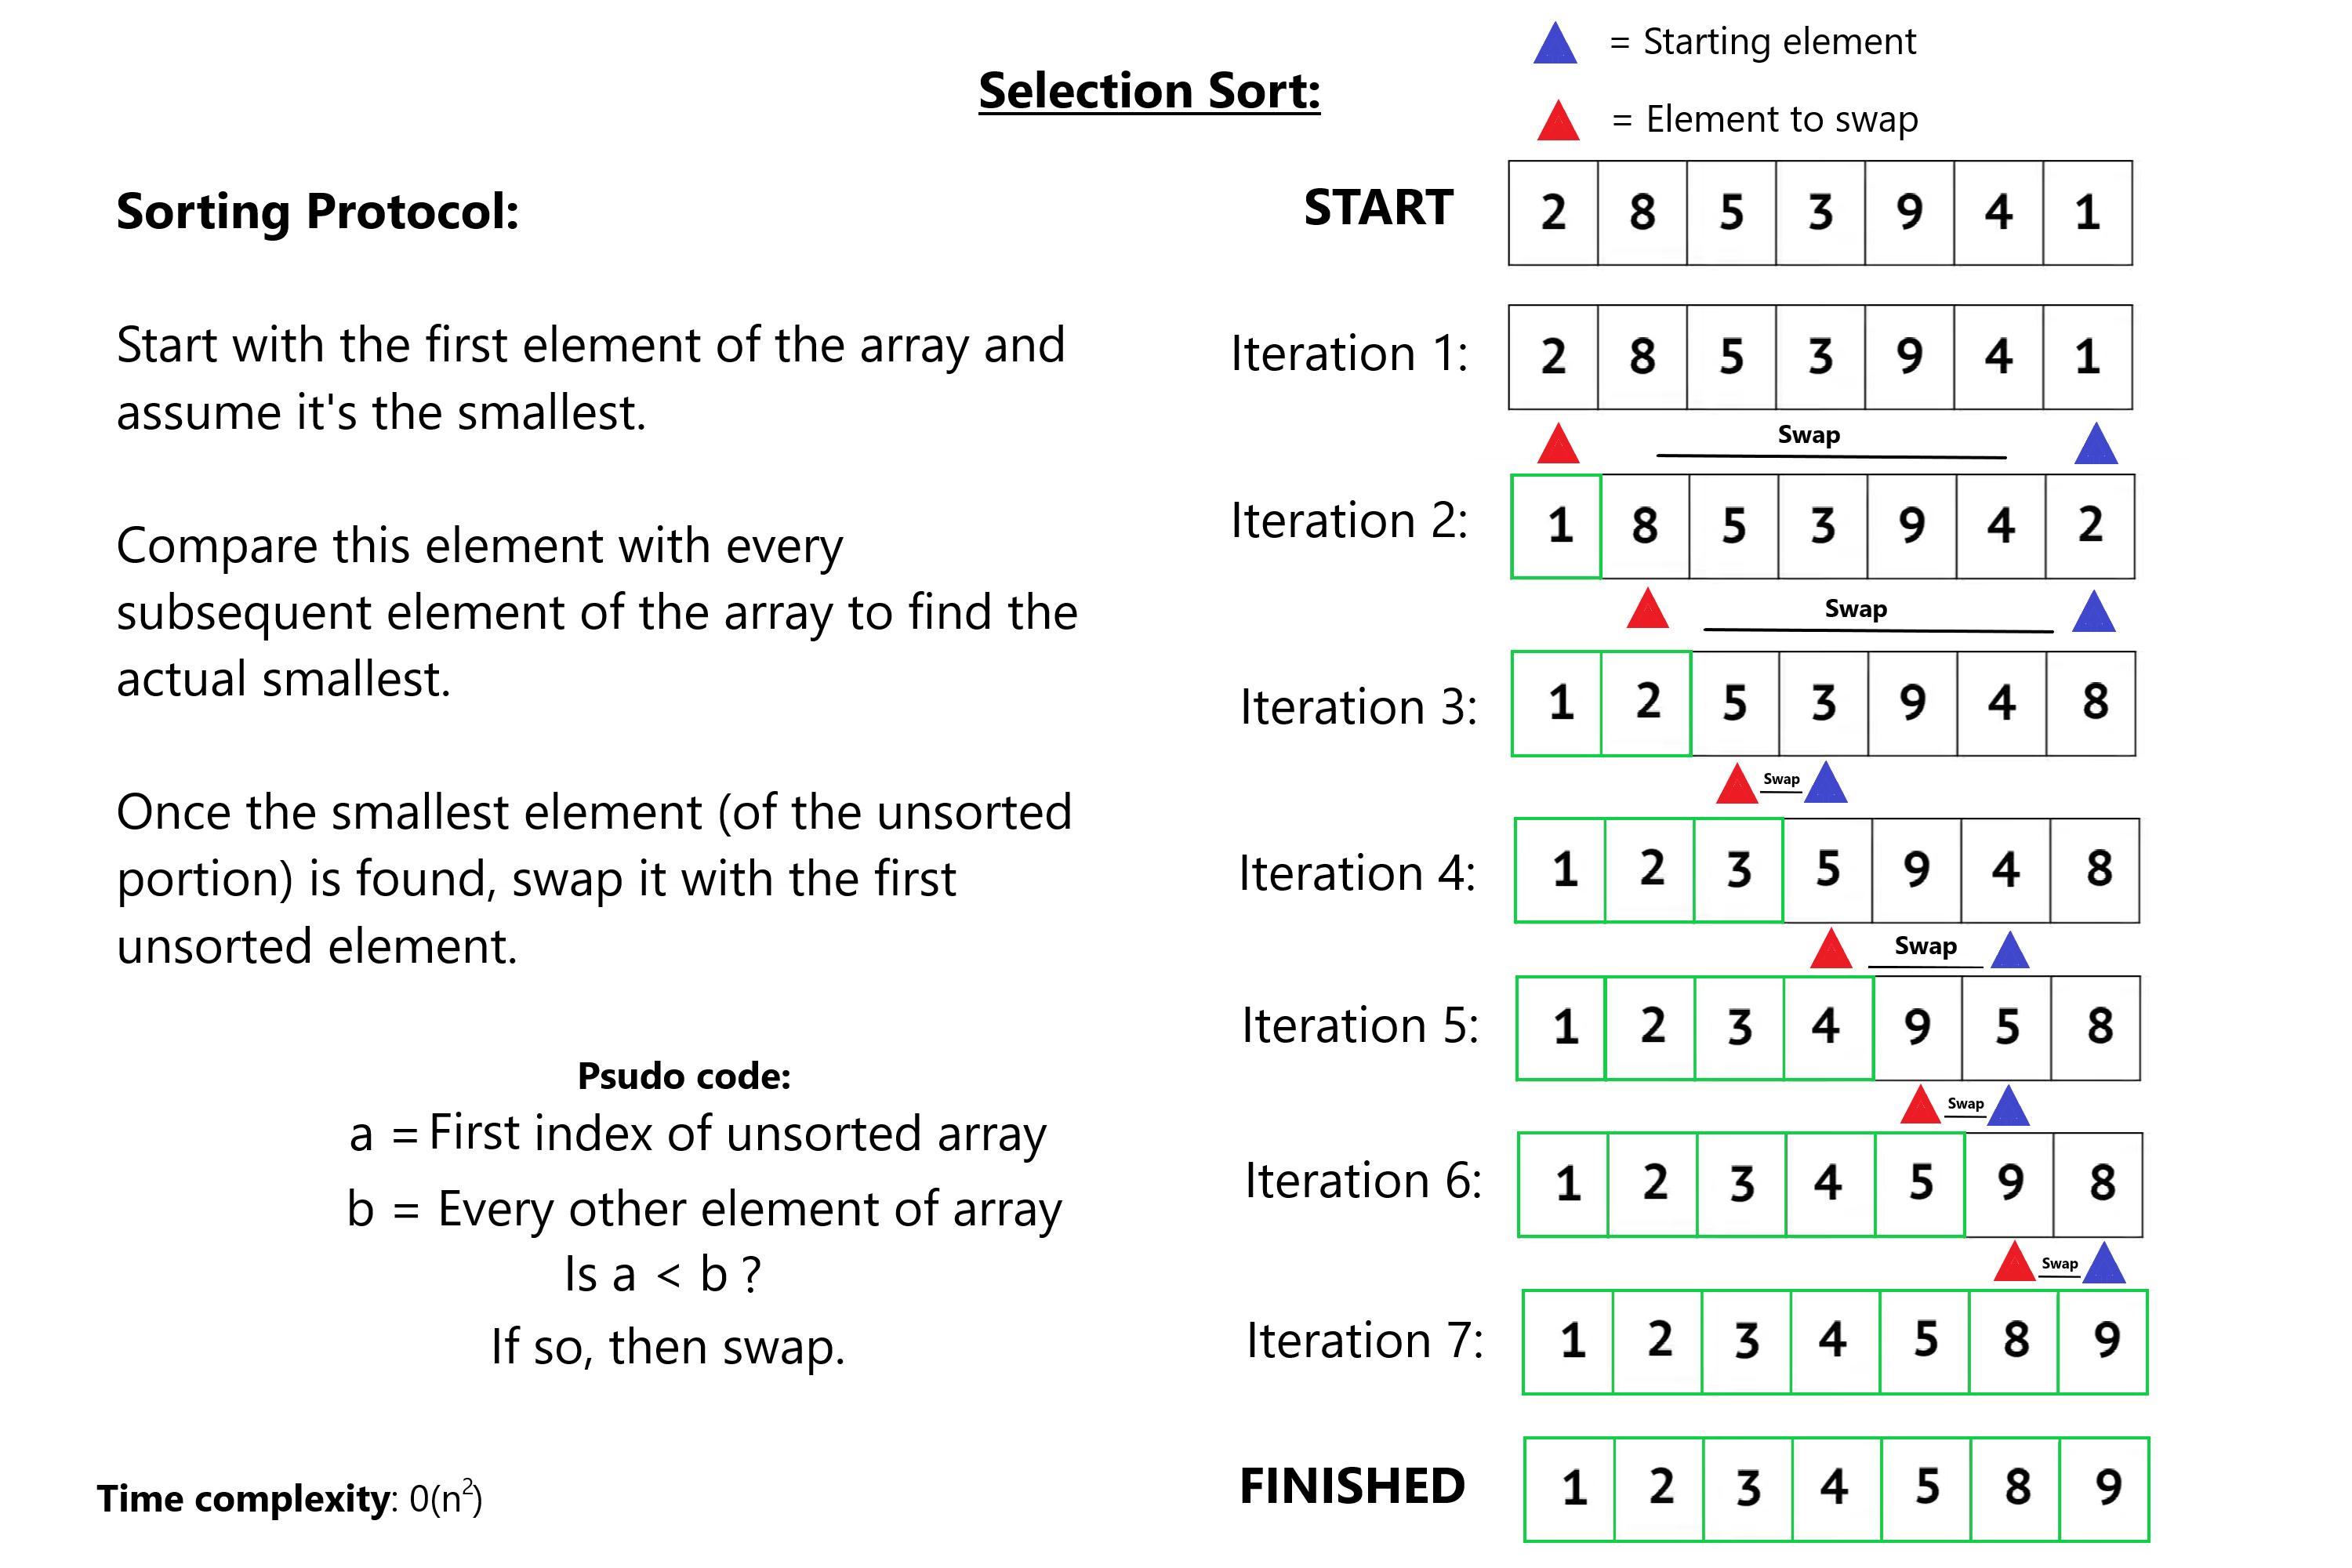 = Starting element
Selection Sort:
= Element to swap
Sorting Protocol:
Start with the first element of the array and
assume it's the smallest.
Compare this element with every
subsequent element of the array to find the
actual smallest.
Once the smallest element (of the unsorted
portion) is found, swap it with the first
unsorted element.
Psudo code:
a = First index of unsorted array
b = Every other element of array
Is a < b ?
If so, then swap.
Time complexity: 0(n²)
START 2 8 5 3 9 4 1
Iteration 1: 2 8 5 3 9 4 1
Swap
Iteration 2: 1 8 5 3 9 4 2
Swap
Iteration 3: 1 2 5 3 9 4 8
Swap
Iteration 4: 1 2 3 5 9 4 8
Swap
Iteration 5: 1 2 3 4 9 5 8
Swap
Iteration 6: 1 2 3 4 5 9 8
Swap
Iteration 7: 1 2 3 4 5 8 9
FINISHED 1 2 3 4 5 8 9